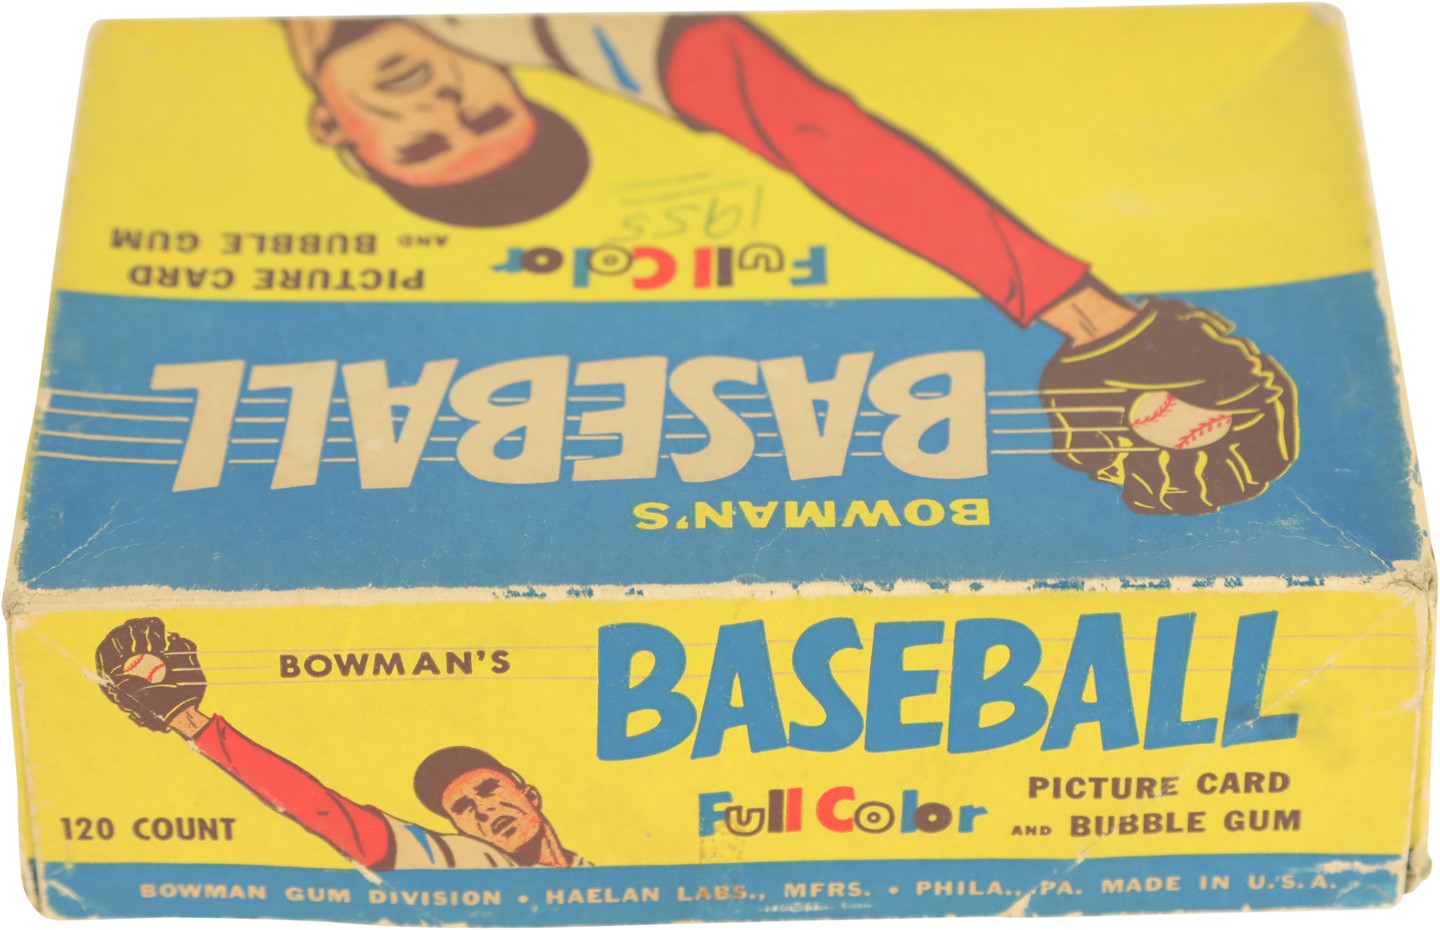 BOWMAN'S
BASEBALL
Full Color
PICTURE CARD
AND BUBBLE GUM
1955
BOWMAN'S
BASEBALL
Full Color
PICTURE CARD
AND BUBBLE GUM
120 COUNT
BOWMAN GUM DIVISION • HAELAN LABS., MFRS. • PHILA., PA. MADE IN U.S.A.